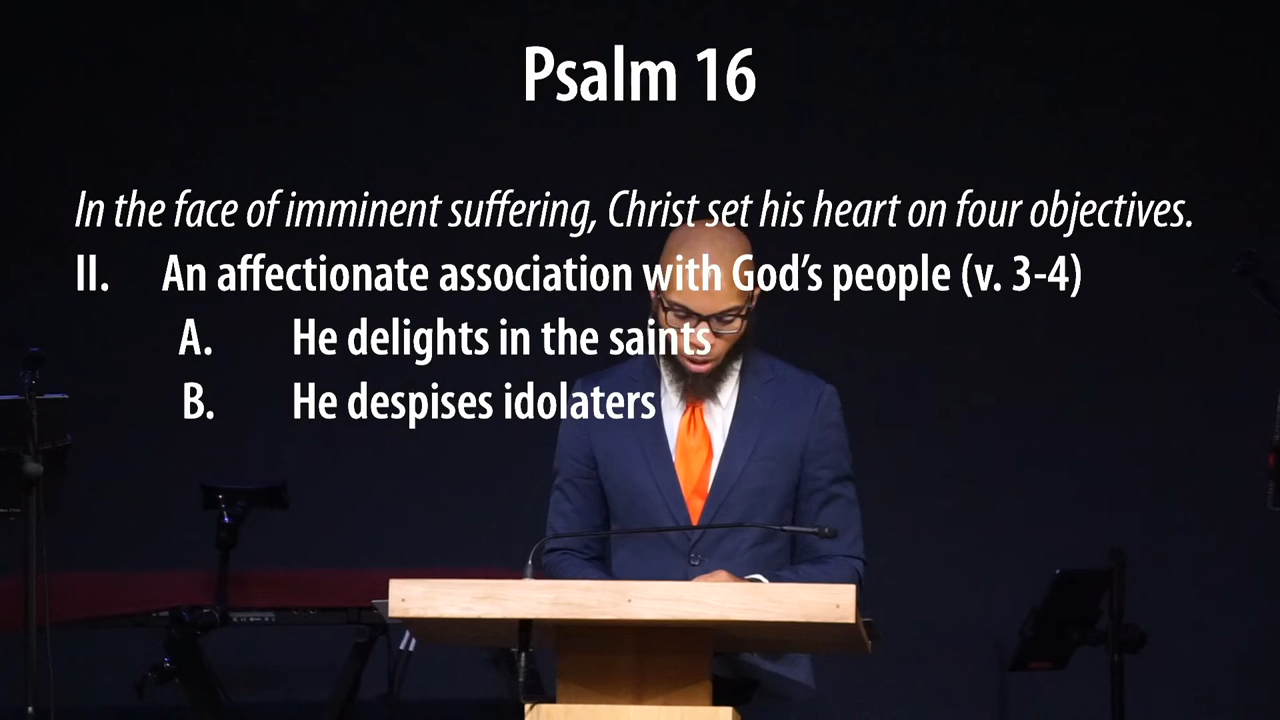 Psalm 16
In the face of imminent suffering, Christ set his heart on four objectives.
II. An affectionate association with God's people (v. 3-4)
A. He delights in the saints
B. He despises idolaters